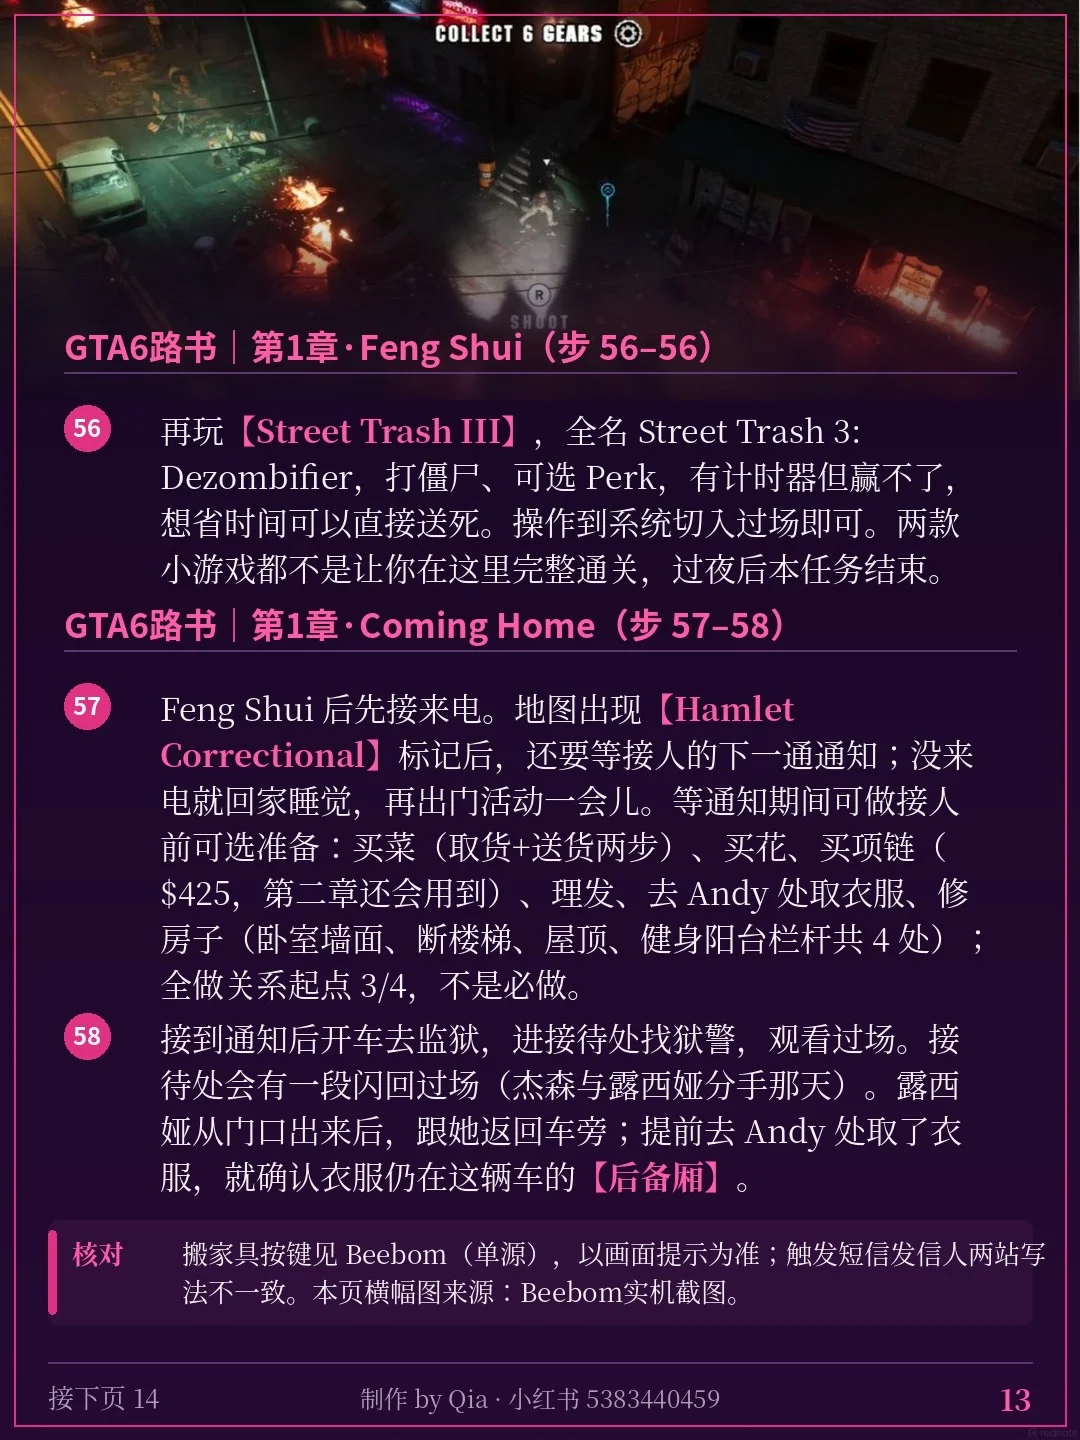 COLLECT 6 GEARS
R
SHOOT
GTA6路书｜第1章·Feng Shui（步 56–56）
56
再玩【Street Trash III】，全名 Street Trash 3:
Dezombifier，打僵尸、可选 Perk，有计时器但赢不了，
想省时间可以直接送死。操作到系统切入过场即可。两款
小游戏都不是让你在这里完整通关，过夜后本任务结束。
GTA6路书｜第1章·Coming Home（步 57–58）
57
Feng Shui 后先接来电。地图出现【Hamlet
Correctional】标记后，还要等接人的下一通通知；没来
电就回家睡觉，再出门活动一会儿。等通知期间可做接人
前可选准备：买菜（取货+送货两步）、买花、买项链（
$425，第二章还会用到）、理发、去 Andy 处取衣服、修
房子（卧室墙面、断楼梯、屋顶、健身阳台栏杆共 4 处）；
全做关系起点 3/4，不是必做。
58
接到通知后开车去监狱，进接待处找狱警，观看过场。接
待处会有一段闪回过场（杰森与露西娅分手那天）。露西
娅从门口出来后，跟她返回车旁；提前去 Andy 处取了衣
服，就确认衣服仍在这辆车的【后备厢】。
核对
搬家具按键见 Beebom（单源），以画面提示为准；触发短信发信人两站写
法不一致。本页横幅图来源：Beebom实机截图。
接下页 14
制作 by Qia · 小红书 5383440459
13
rednote